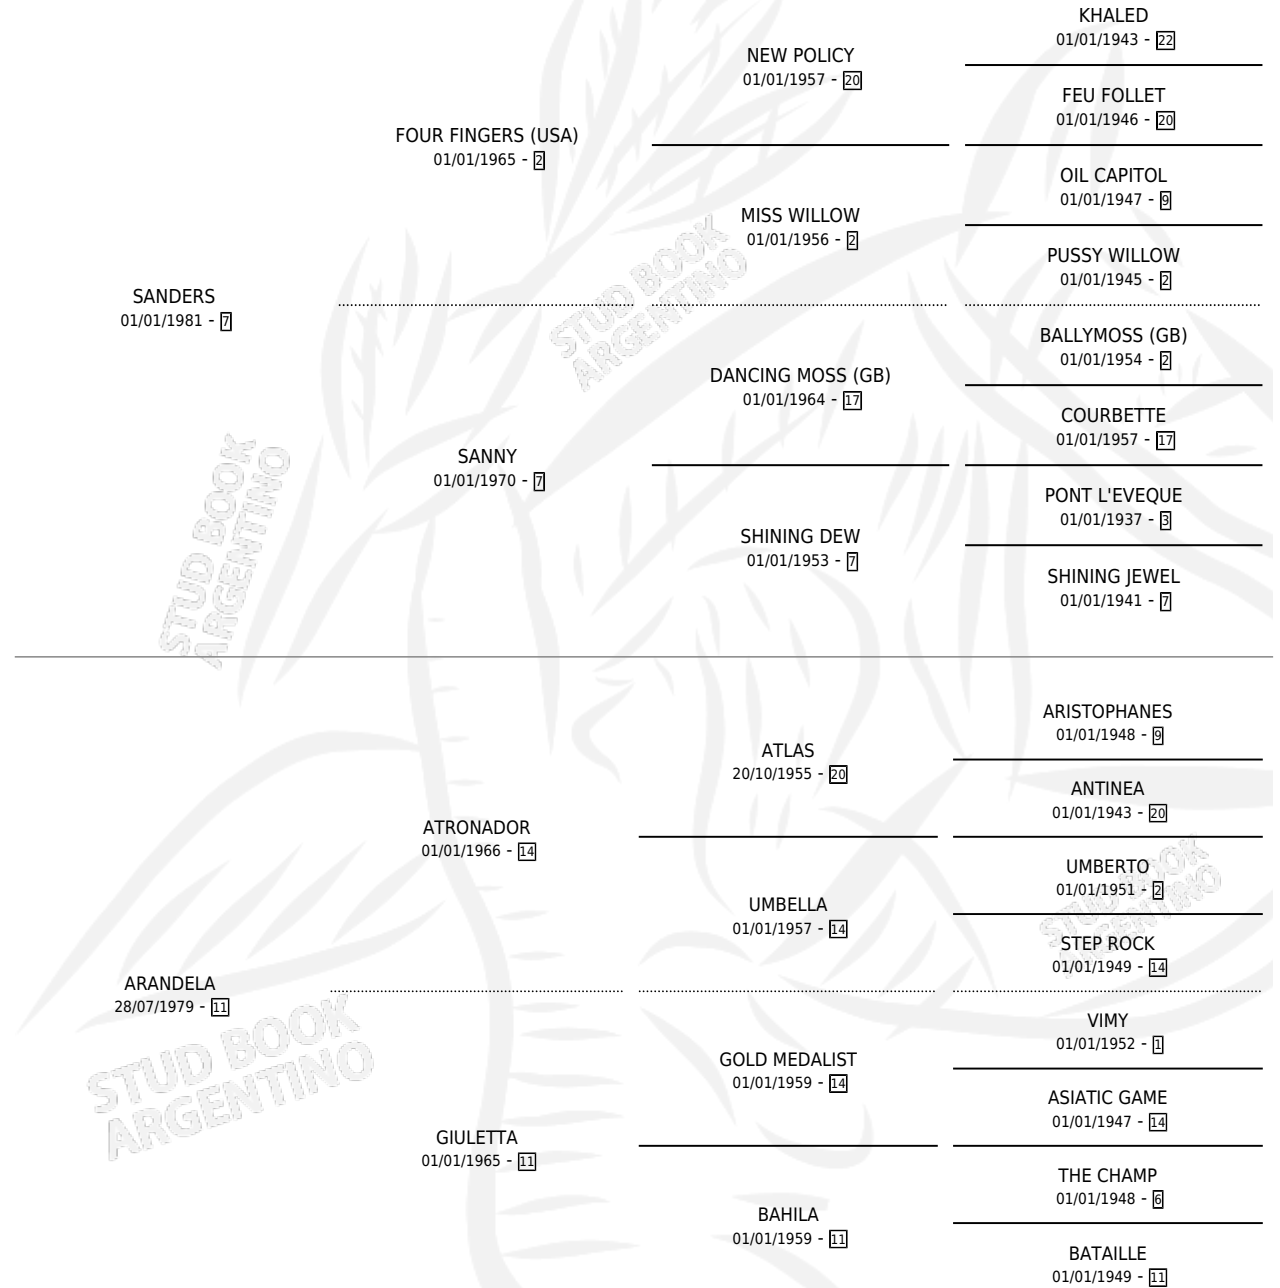 KHALED
01/01/1943 - 22
NEW POLICY
01/01/1957 - 20
FEU FOLLET
01/01/1946 - 20
FOUR FINGERS (USA)
01/01/1965 - 2
OIL CAPITOL
01/01/1947 - 9
MISS WILLOW
01/01/1956 - 2
PUSSY WILLOW
01/01/1945 - 2
SANDERS
01/01/1981 - 7
STUD BOOK
ARGENTINO
BALLYMOSS (GB)
01/01/1954 - 2
DANCING MOSS (GB)
01/01/1964 - 17
COURBETTE
01/01/1957 - 17
SANNY
01/01/1970 - 7
PONT L'EVEQUE
01/01/1937 - 3
SHINING DEW
01/01/1953 - 7
SHINING JEWEL
01/01/1941 - 7
STUD BOOK
ARGENTINO
ARISTOPHANES
01/01/1948 - 9
ATLAS
20/10/1955 - 20
ANTINEA
01/01/1943 - 20
ATRONADOR
01/01/1966 - 14
UMBERTO
01/01/1951 - 2
UMBELLA
01/01/1957 - 14
STEP ROCK
01/01/1949 - 14
STUD BOOK
ARGENTINO
ARANDELA
28/07/1979 - 11
VIMY
01/01/1952 - 1
GOLD MEDALIST
01/01/1959 - 14
ASIATIC GAME
01/01/1947 - 14
STUD BOOK
ARGENTINO
GIULETTA
01/01/1965 - 11
THE CHAMP
01/01/1948 - 6
BAHILA
01/01/1959 - 11
BATAILLE
01/01/1949 - 11